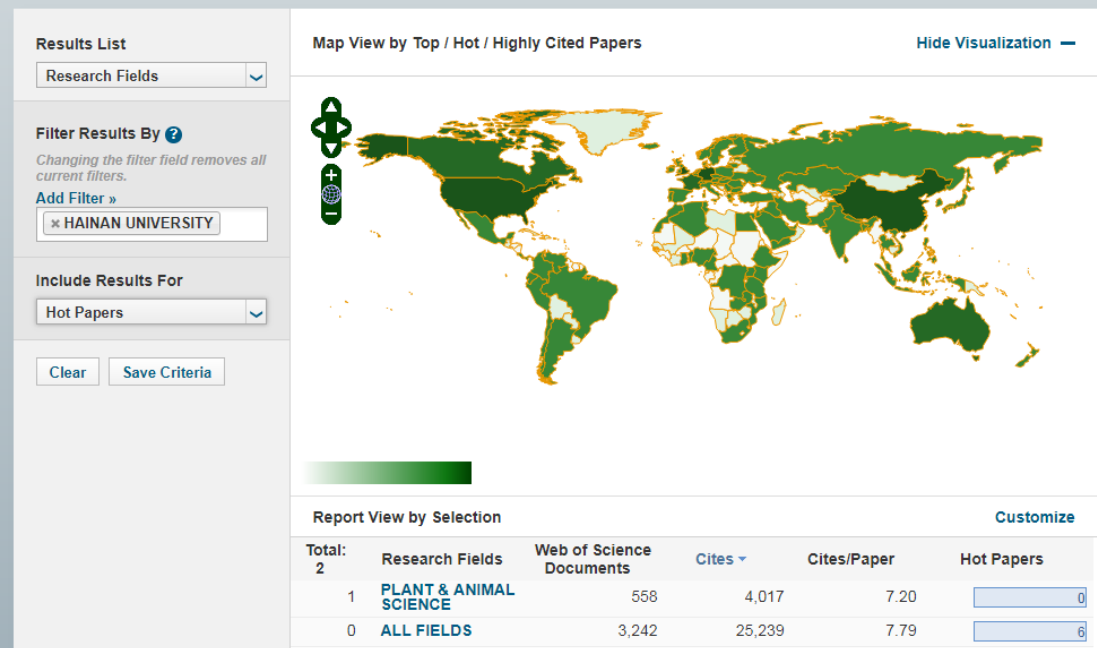 Results List
Research Fields
Filter Results By ?
Changing the filter field removes all
current filters.
Add Filter »
× HAINAN UNIVERSITY
Include Results For
Hot Papers
Clear Save Criteria
Map View by Top / Hot / Highly Cited Papers
Hide Visualization −
+
−
Report View by Selection
Customize
Total:
2
Research Fields
Web of Science
Documents
Cites
Cites/Paper
Hot Papers
1 PLANT & ANIMAL
SCIENCE 558 4,017 7.20 0
0 ALL FIELDS 3,242 25,239 7.79 6